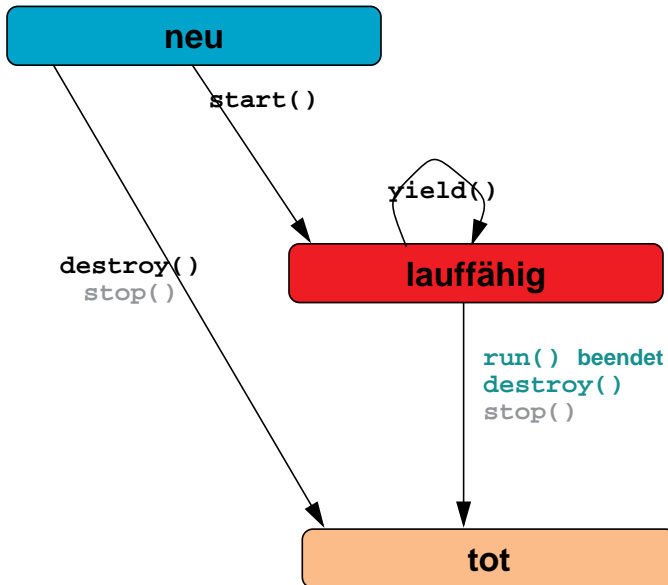 neu
start()
yield()
destroy()
stop()
lauffähig
run() beendet
destroy()
stop()
tot